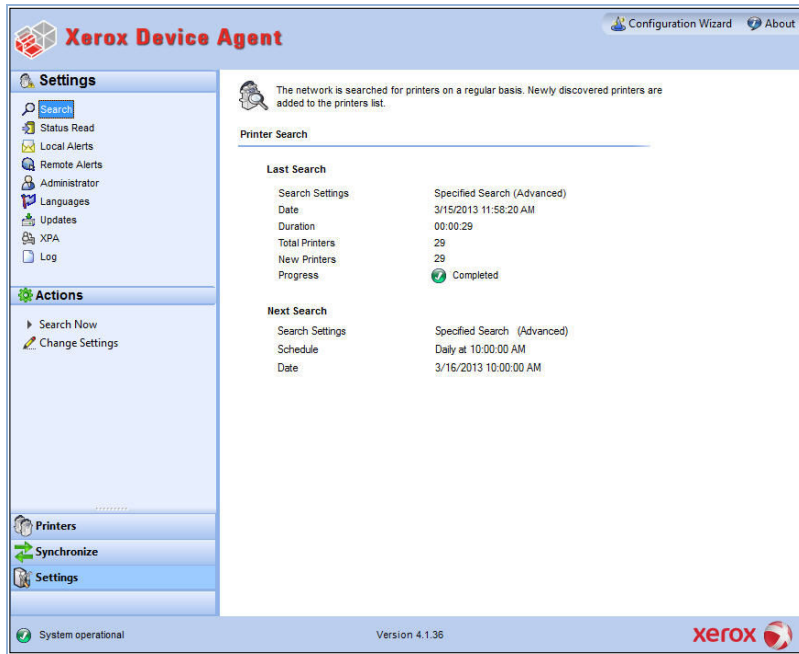 Xerox Device Agent
Configuration Wizard
About
Settings
Search
Status Read
Local Alerts
Remote Alerts
Administrator
Languages
Updates
XPA
Log
Actions
Search Now
Change Settings
Printers
Synchronize
Settings
The network is searched for printers on a regular basis. Newly discovered printers are
added to the printers list.
Printer Search
Last Search
Search Settings Specified Search (Advanced)
Date 3/15/2013 11:58:20 AM
Duration 00:00:29
Total Printers 29
New Printers 29
Progress Completed
Next Search
Search Settings Specified Search (Advanced)
Schedule Daily at 10:00:00 AM
Date 3/16/2013 10:00:00 AM
System operational
Version 4.1.36
xerox